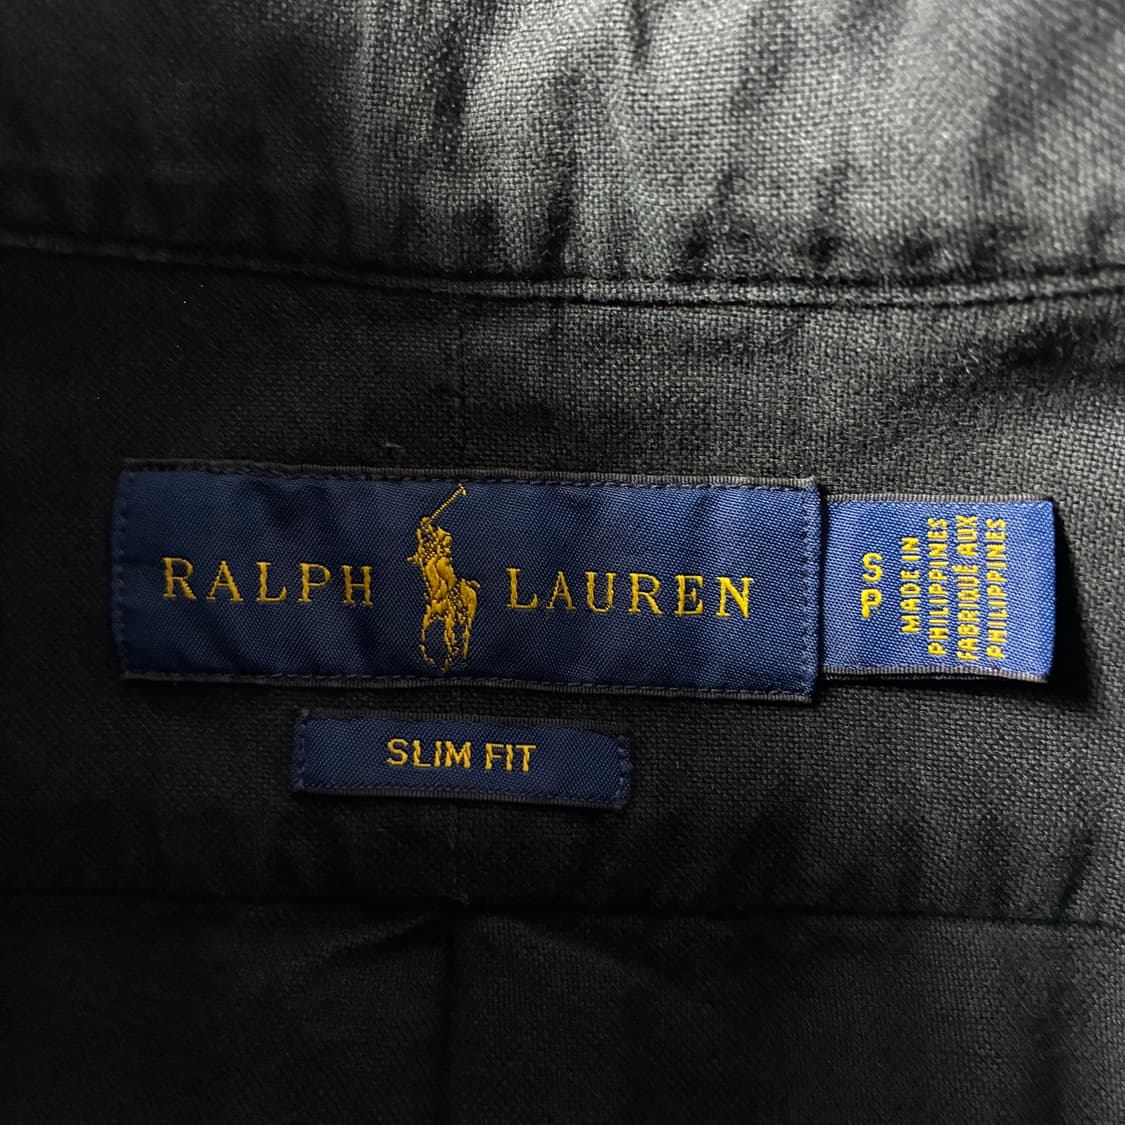 RALPH LAUREN
SLIM FIT
S
P
MADE IN
PHILIPPINES
FABRIQUÉ AUX
PHILIPPINES